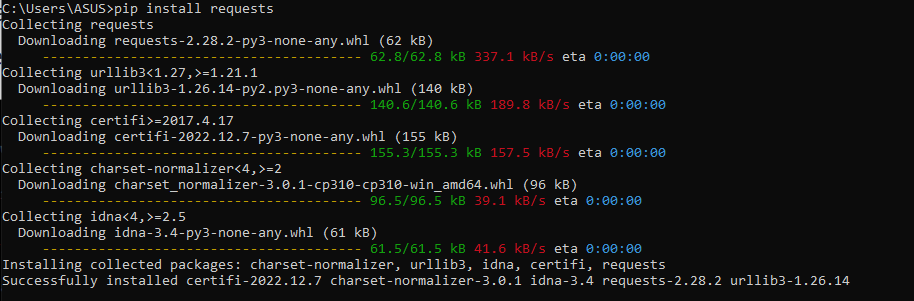 C:\Users\ASUS>pip install requests
Collecting requests
  Downloading requests-2.28.2-py3-none-any.whl (62 kB)
     ---------------------------------------- 62.8/62.8 kB 337.1 kB/s eta 0:00:00
Collecting urllib3<1.27,>=1.21.1
  Downloading urllib3-1.26.14-py2.py3-none-any.whl (140 kB)
     ---------------------------------------- 140.6/140.6 kB 189.8 kB/s eta 0:00:00
Collecting certifi>=2017.4.17
  Downloading certifi-2022.12.7-py3-none-any.whl (155 kB)
     ---------------------------------------- 155.3/155.3 kB 157.5 kB/s eta 0:00:00
Collecting charset-normalizer<4,>=2
  Downloading charset_normalizer-3.0.1-cp310-cp310-win_amd64.whl (96 kB)
     ---------------------------------------- 96.5/96.5 kB 39.1 kB/s eta 0:00:00
Collecting idna<4,>=2.5
  Downloading idna-3.4-py3-none-any.whl (61 kB)
     ---------------------------------------- 61.5/61.5 kB 41.6 kB/s eta 0:00:00
Installing collected packages: charset-normalizer, urllib3, idna, certifi, requests
Successfully installed certifi-2022.12.7 charset-normalizer-3.0.1 idna-3.4 requests-2.28.2 urllib3-1.26.14